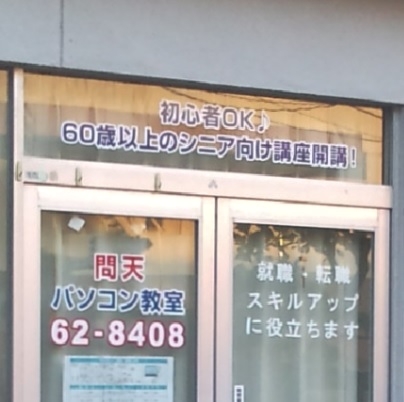 初心者OK♪
60歳以上のシニア向け講座開講！
問天
パソコン教室
62-8408
就職・転職
スキルアップ
に役立ちます